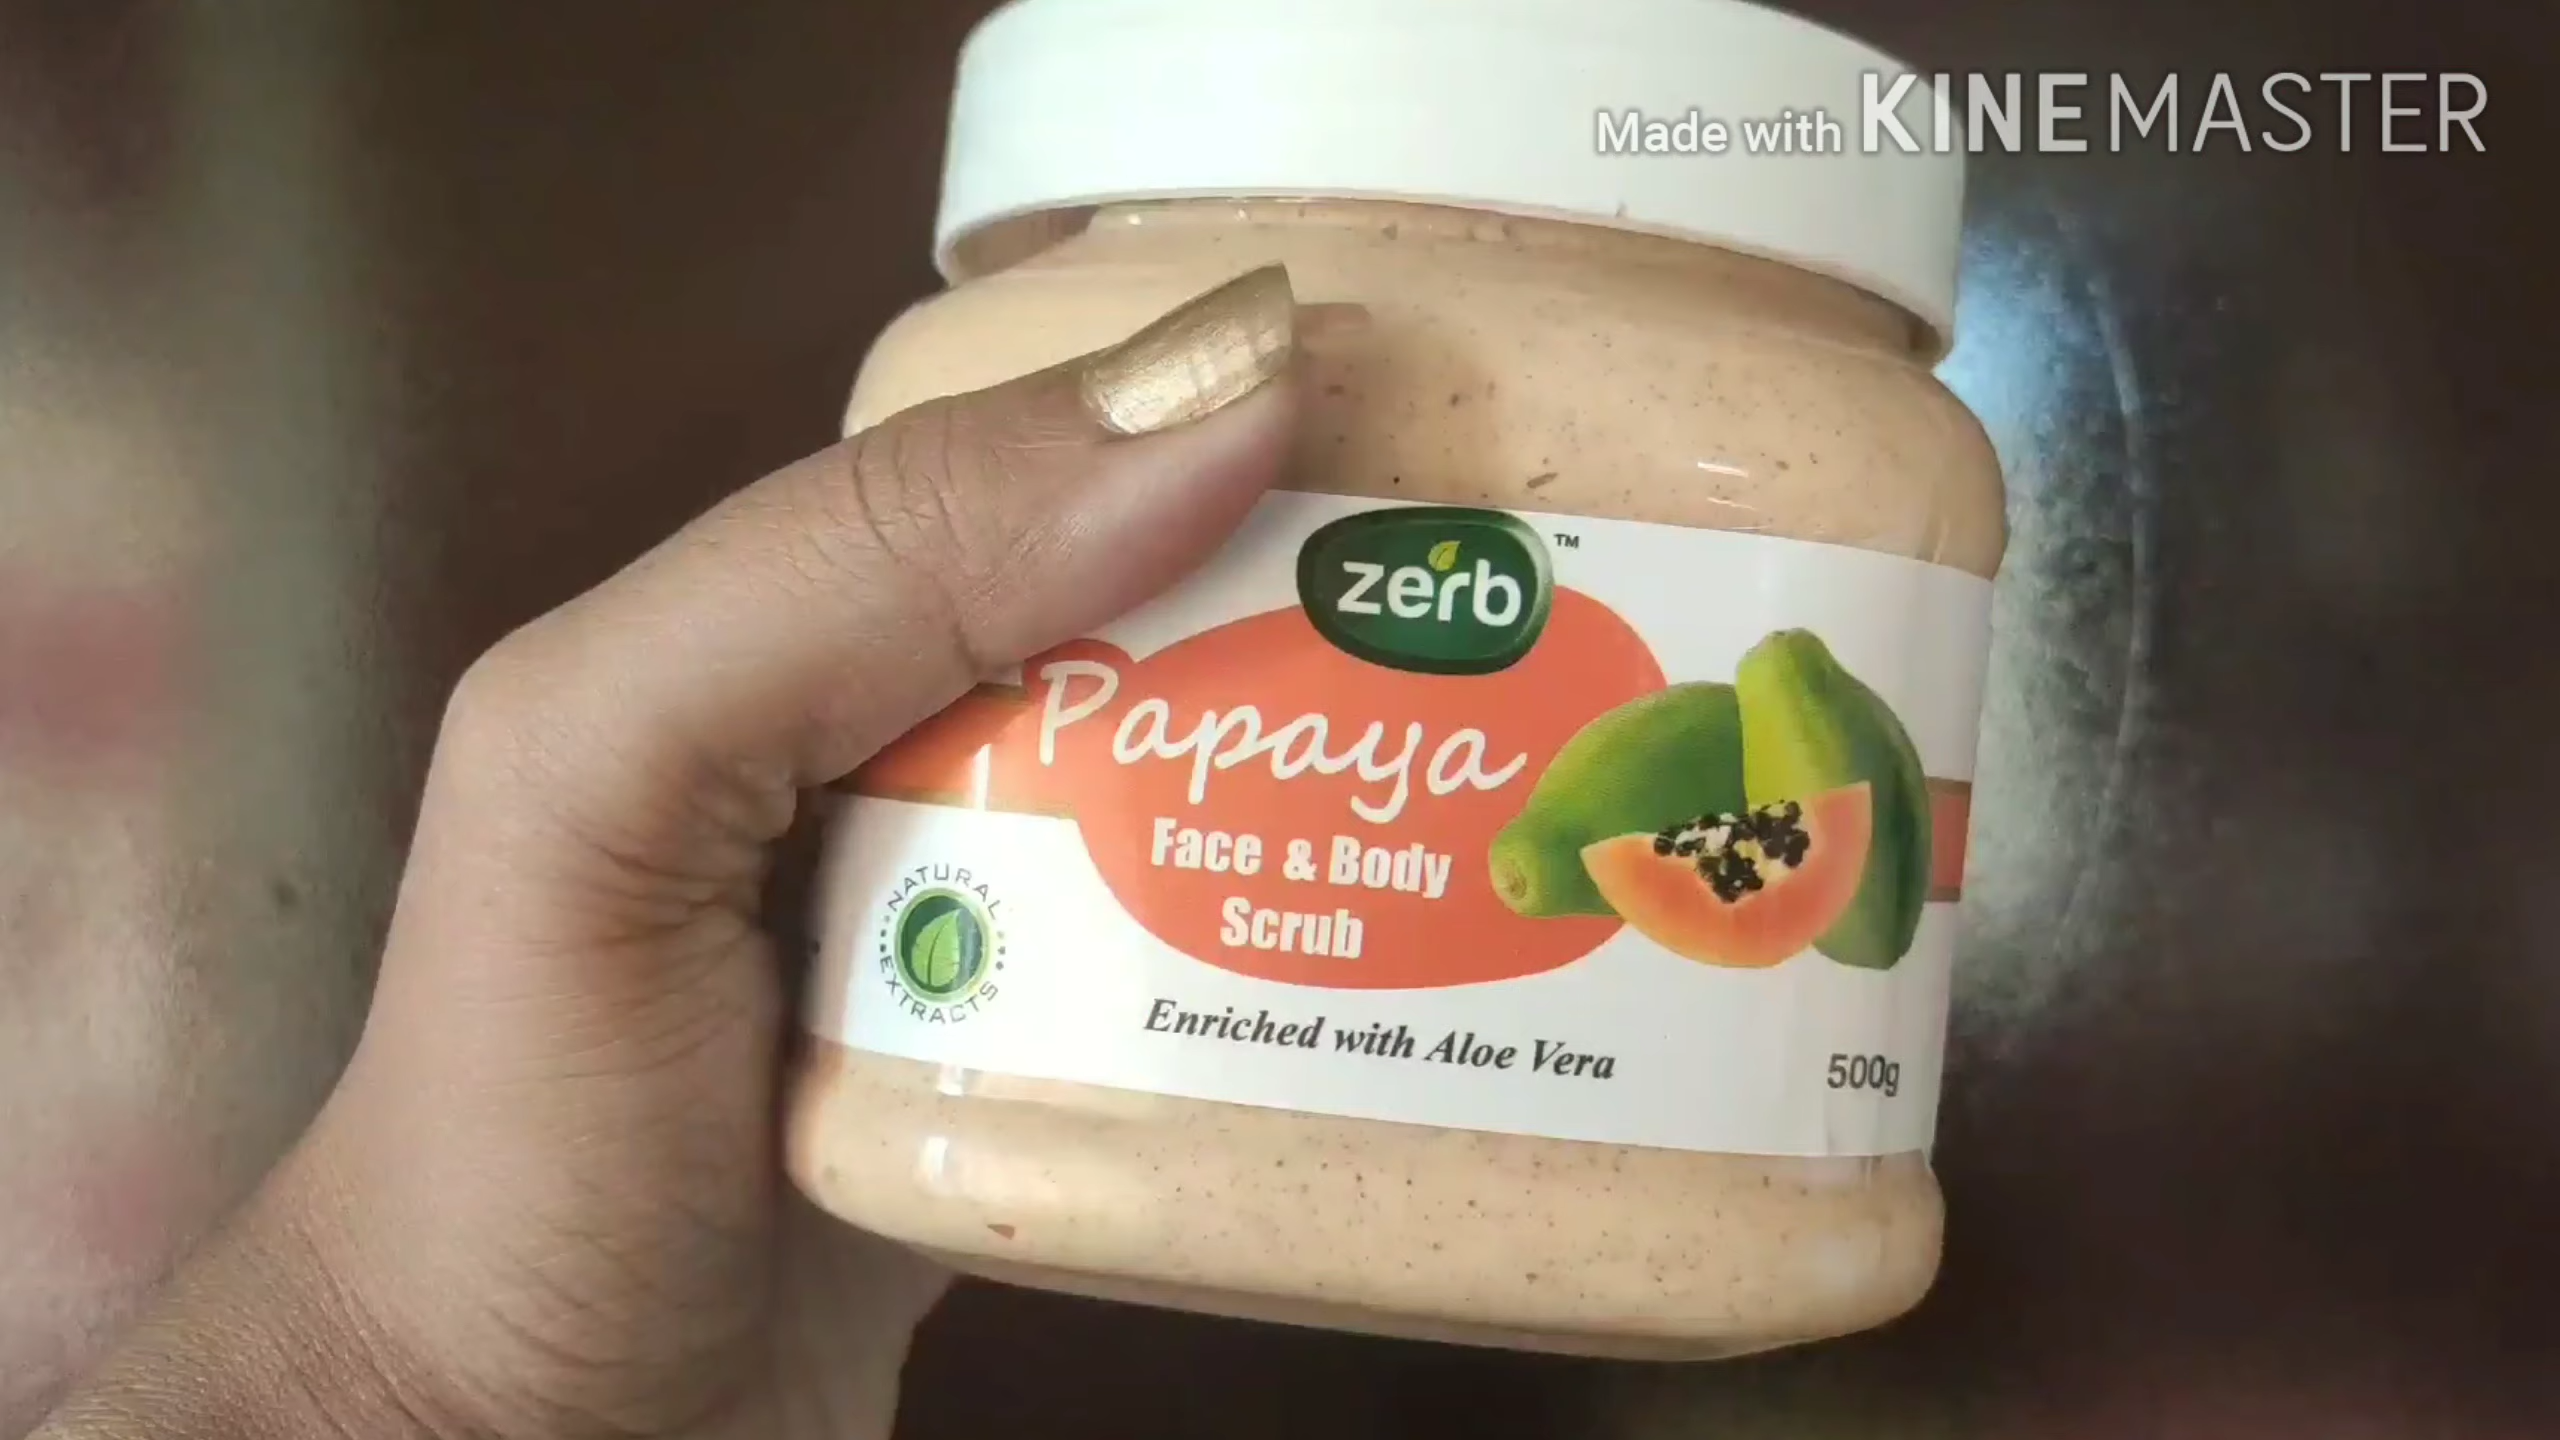 Made with KINEMASTER
zerb™
Papaya
Face & Body
Scrub
NATURAL EXTRACTS
Enriched with Aloe Vera
500g